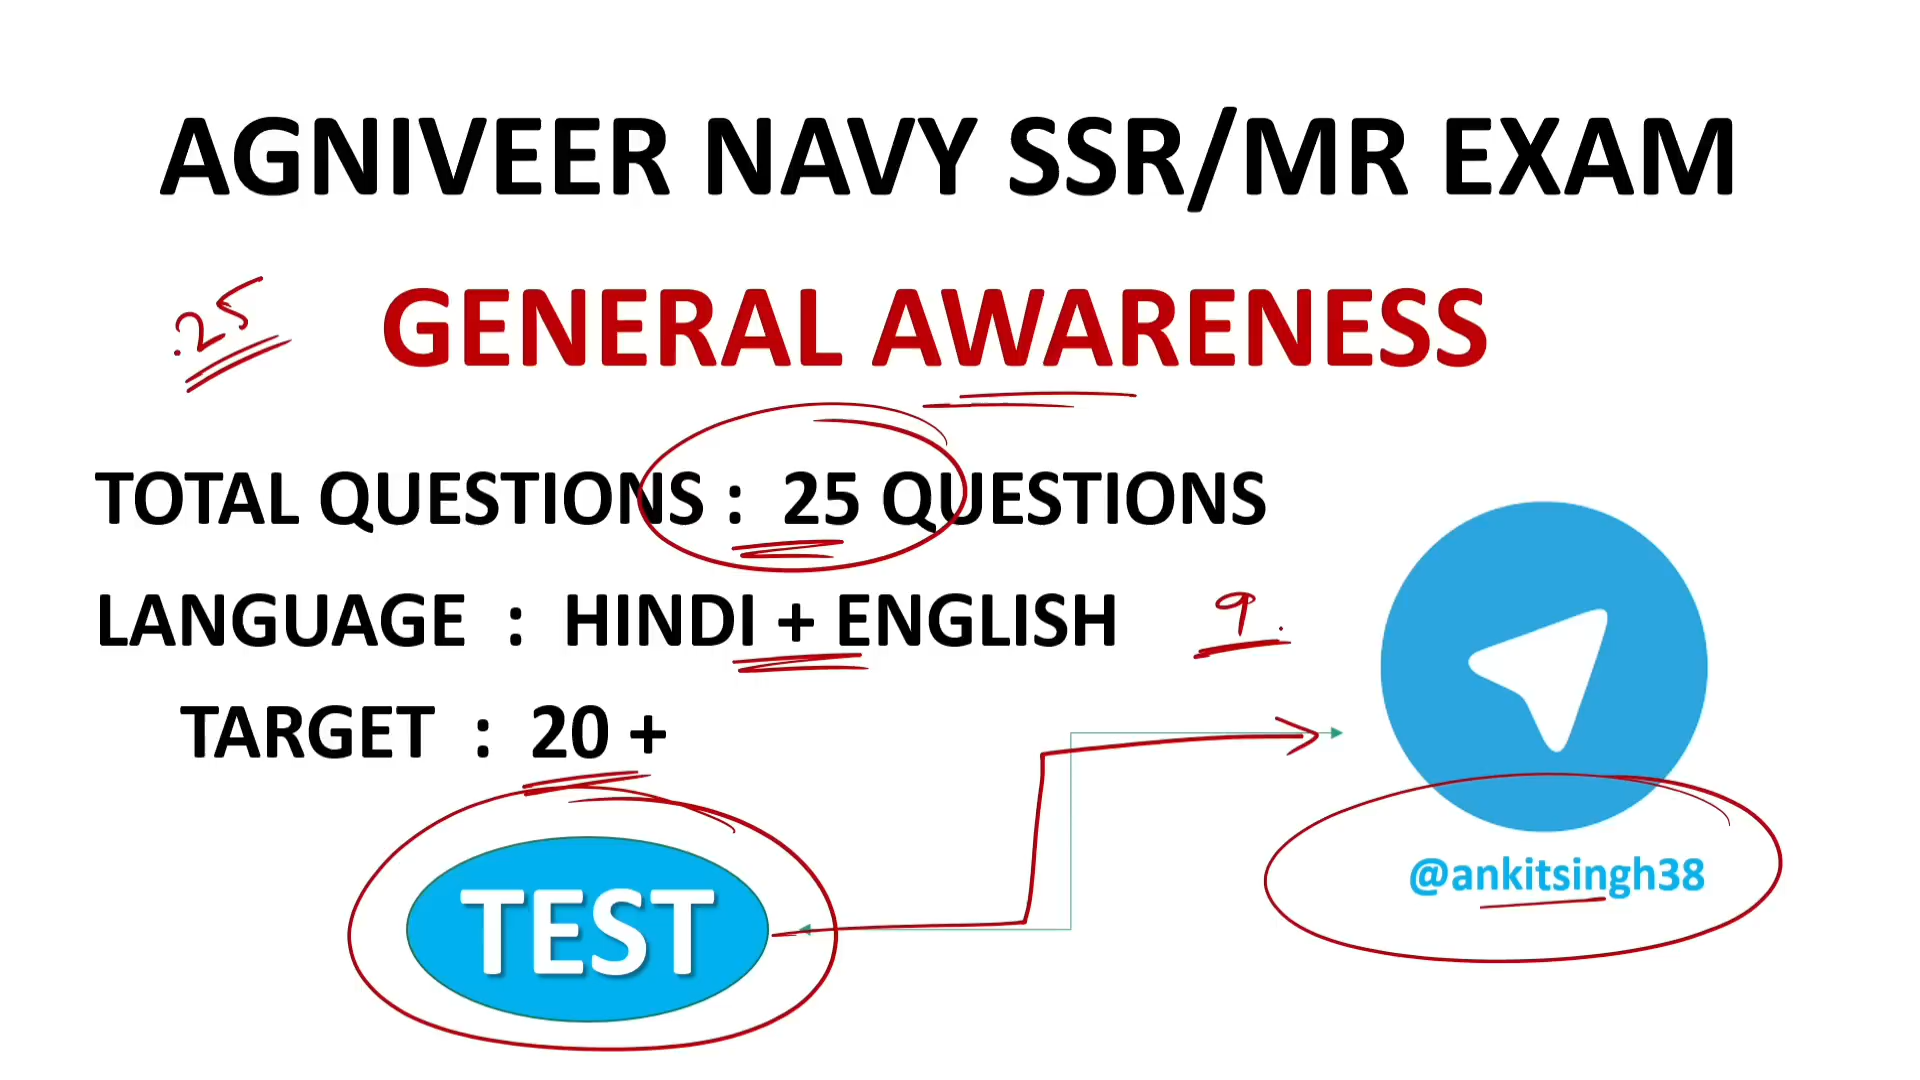 AGNIVEER NAVY SSR/MR EXAM
.25
GENERAL AWARENESS
TOTAL QUESTIONS : 25 QUESTIONS
LANGUAGE : HINDI + ENGLISH
9.
TARGET : 20 +
TEST
@ankitsingh38